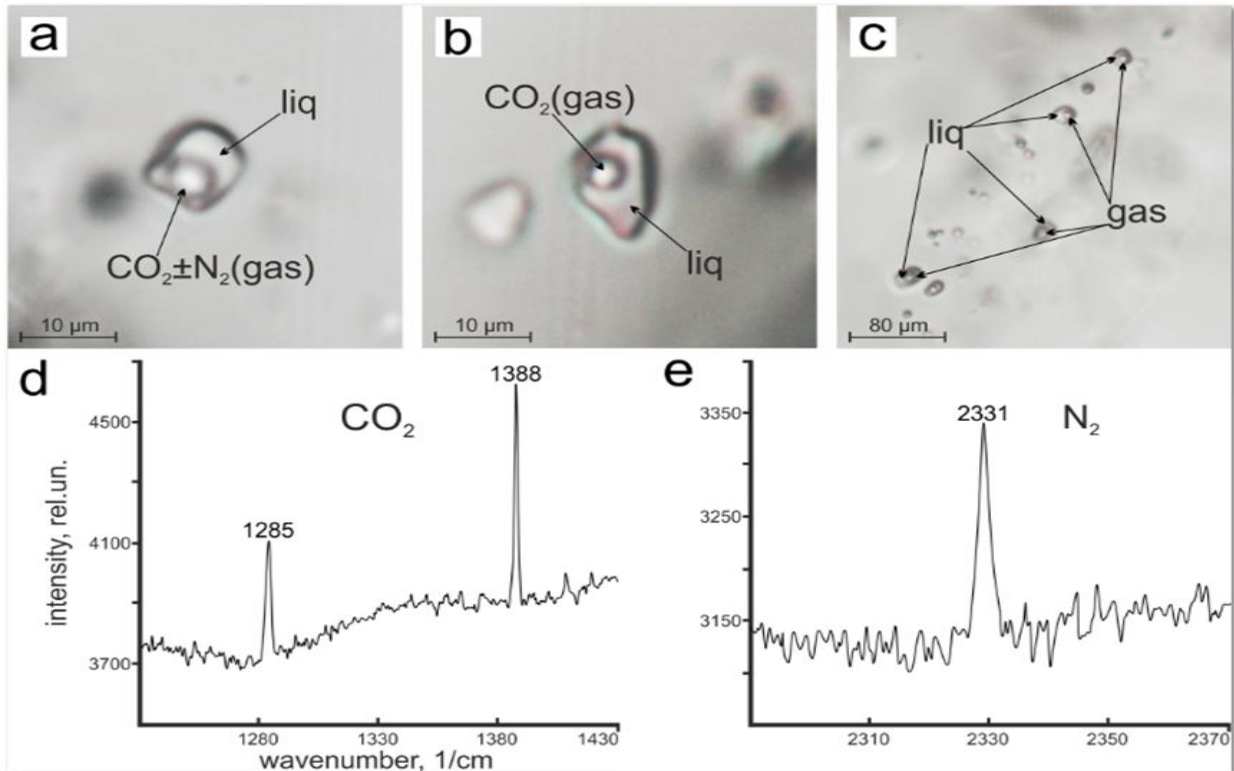 a
liq
CO₂±N₂(gas)
10 µm
b
CO₂(gas)
liq
10 µm
c
liq
gas
80 µm
d
1388
CO₂
4500
1285
4100
intensity, rel.un.
3700
1280 1330 1380 1430
wavenumber, 1/cm
e
3350
2331
N₂
3250
3150
2310 2330 2350 2370